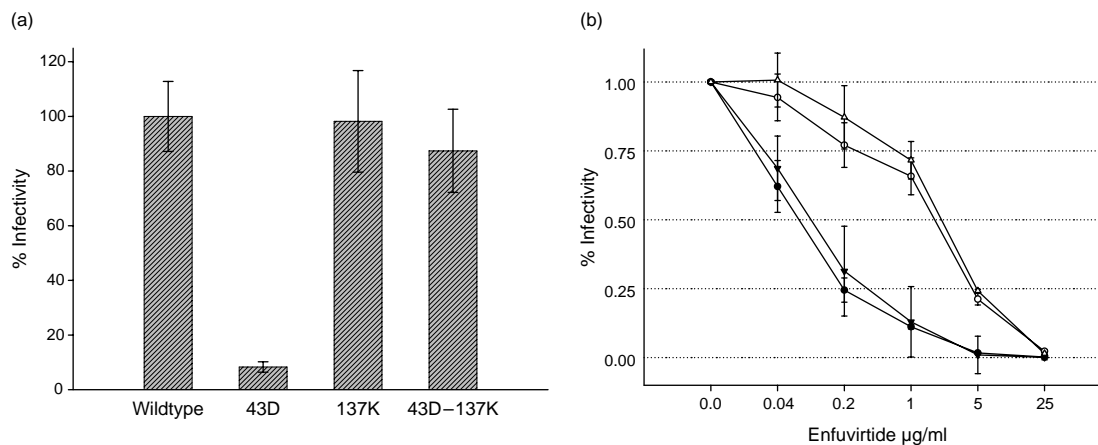 (a)
(b)
120
100
80
60
40
20
0
% Infectivity
Wildtype
43D
137K
43D–137K
1.00
0.75
0.50
0.25
0.00
% Infectivity
0.0
0.04
0.2
1
5
25
Enfuvirtide µg/ml